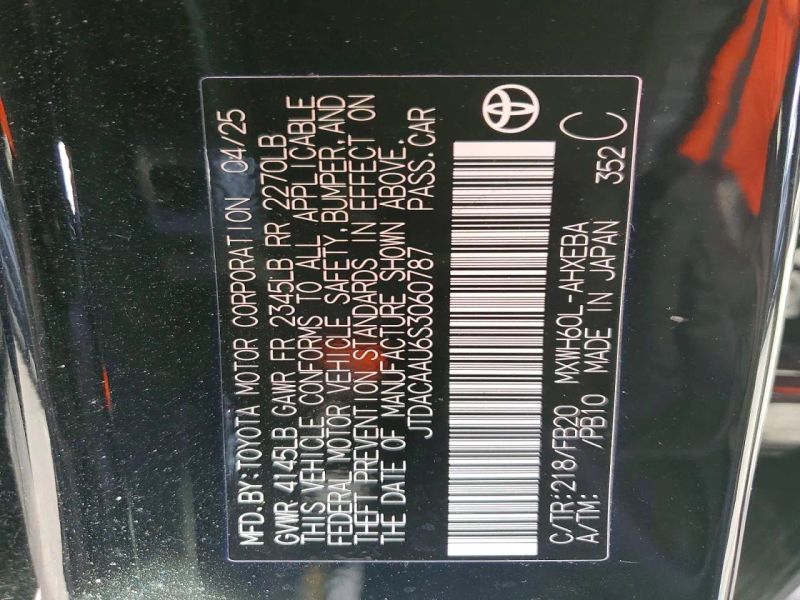 MFD.BY:TOYOTA MOTOR CORPORATION 04/25
GVWR 4145LB GAWR FR 2345LB RR 2270LB
THIS VEHICLE CONFORMS TO ALL APPLICABLE
FEDERAL MOTOR VEHICLE SAFETY, BUMPER, AND
THEFT PREVENTION STANDARDS IN EFFECT ON
THE DATE OF MANUFACTURE SHOWN ABOVE.
JTDACAAU6S3060787 PASS.CAR
C/TR:218/FB20 MXWH60L-AHXEBA
A/TM: /PB10 MADE IN JAPAN 352 C